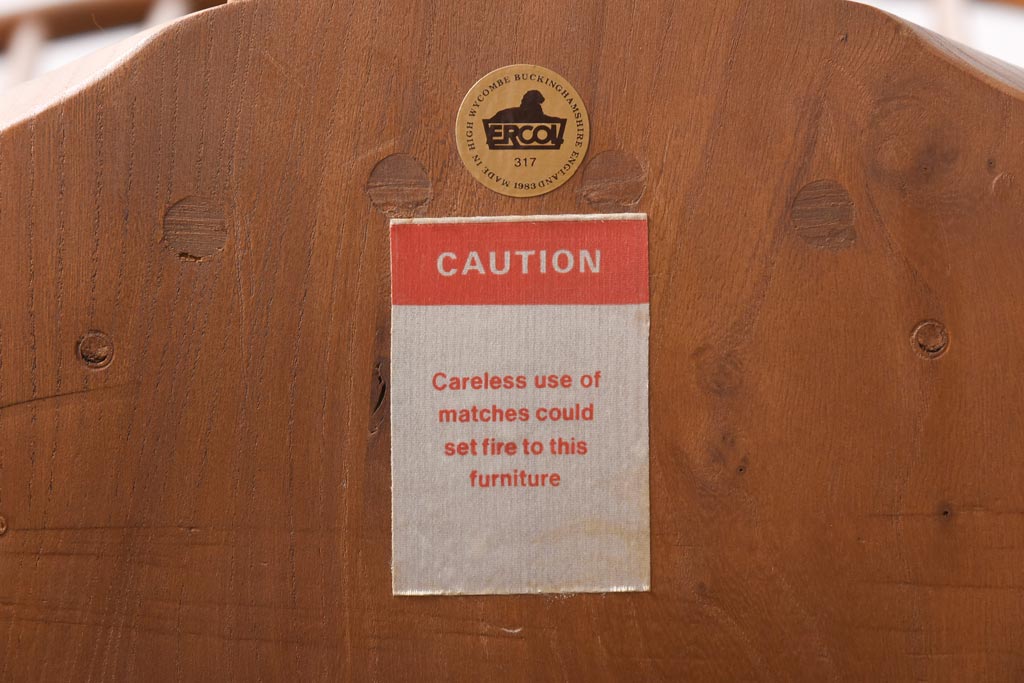 MADE IN HIGH WYCOMBE BUCKINGHAMSHIRE ENGLAND 1983
ERCOL
317
CAUTION
Careless use of
matches could
set fire to this
furniture